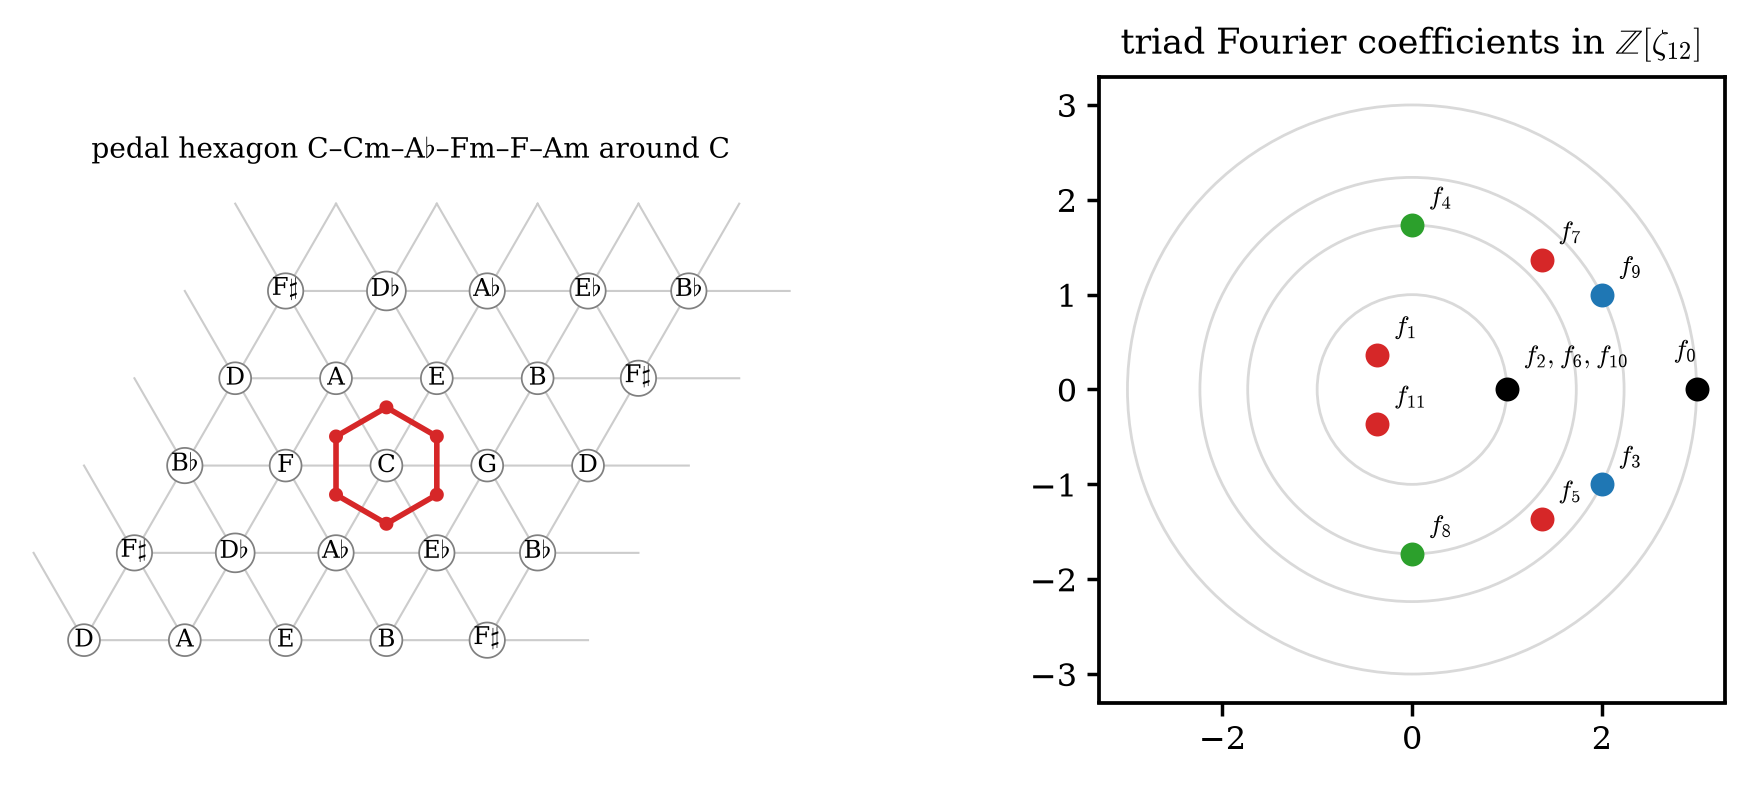 pedal hexagon C–Cm–A♭–Fm–F–Am around C
F♯ D♭ A♭ E♭ B♭
D A E B F♯
B♭ F C G D
F♯ D♭ A♭ E♭ B♭
D A E B F♯
triad Fourier coefficients in ℤ[ζ₁₂]
3
2
1
0
−1
−2
−3
−2 0 2
f₄
f₇
f₉
f₁
f₂, f₆, f₁₀
f₀
f₁₁
f₃
f₅
f₈